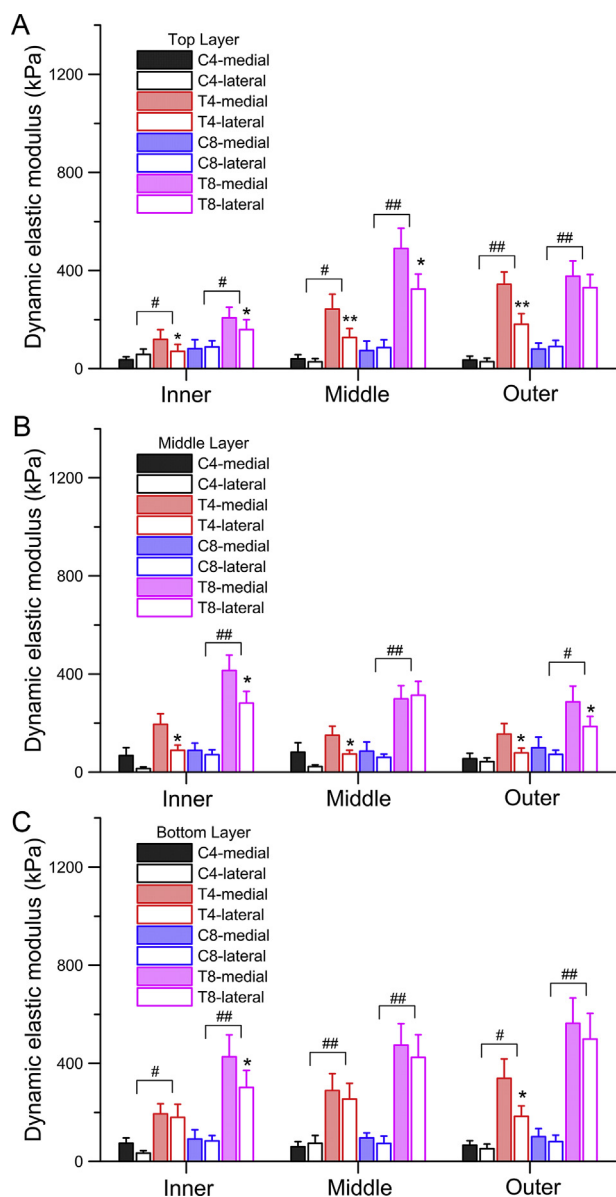 A
Top Layer
C4-medial
C4-lateral
T4-medial
T4-lateral
C8-medial
C8-lateral
T8-medial
T8-lateral
Dynamic elastic modulus (kPa)
1200
800
400
0
#
*
#
*
#
**
##
*
##
**
##
Inner Middle Outer
B
Middle Layer
C4-medial
C4-lateral
T4-medial
T4-lateral
C8-medial
C8-lateral
T8-medial
T8-lateral
Dynamic elastic modulus (kPa)
1200
800
400
0
*
##
*
*
##
*
#
*
Inner Middle Outer
C
Bottom Layer
C4-medial
C4-lateral
T4-medial
T4-lateral
C8-medial
C8-lateral
T8-medial
T8-lateral
Dynamic elastic modulus (kPa)
1200
800
400
0
#
##
*
##
##
#
*
##
Inner Middle Outer